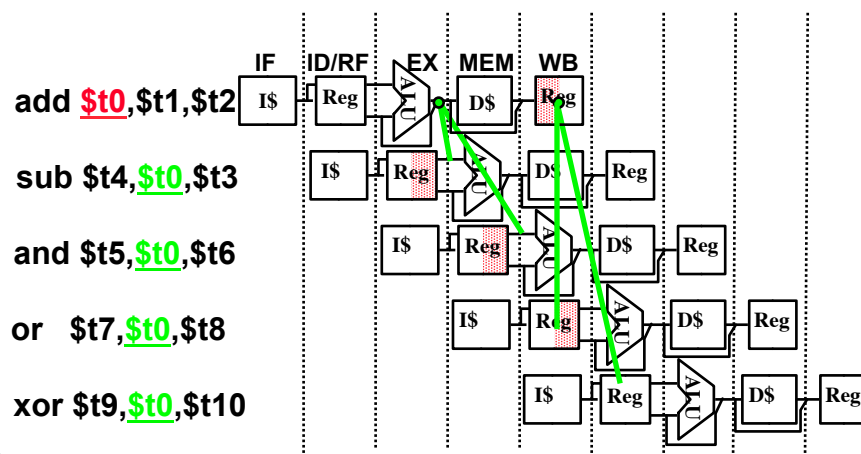 IF ID/RF EX MEM WB
add $t0,$t1,$t2 I$ Reg ALU D$ Reg
sub $t4,$t0,$t3 I$ Reg ALU D$ Reg
and $t5,$t0,$t6 I$ Reg ALU D$ Reg
or $t7,$t0,$t8 I$ Reg ALU D$ Reg
xor $t9,$t0,$t10 I$ Reg ALU D$ Reg